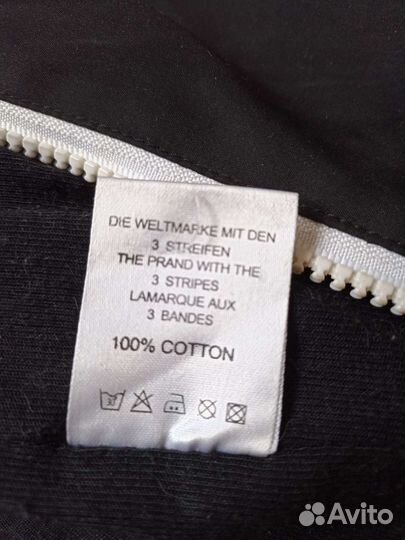 DIE WELTMARKE MIT DEN
3 STREIFEN
THE PRAND WITH THE
3 STRIPES
LAMARQUE AUX
3 BANDES
100% COTTON
Avito